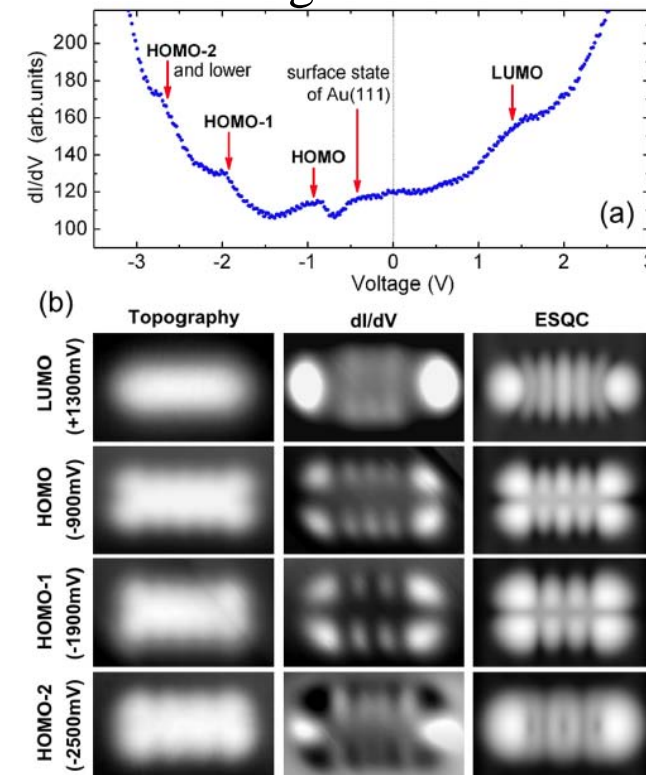 220
200
180
160
140
120
100
dI/dV (arb.units)
HOMO-2
and lower
HOMO-1
HOMO
surface state
of Au(111)
LUMO
(a)
-3 -2 -1 0 1 2 3
Voltage (V)
(b)
Topography dI/dV ESQC
LUMO
(+1300mV)
HOMO
(-900mV)
HOMO-1
(-1900mV)
HOMO-2
(-2500mV)